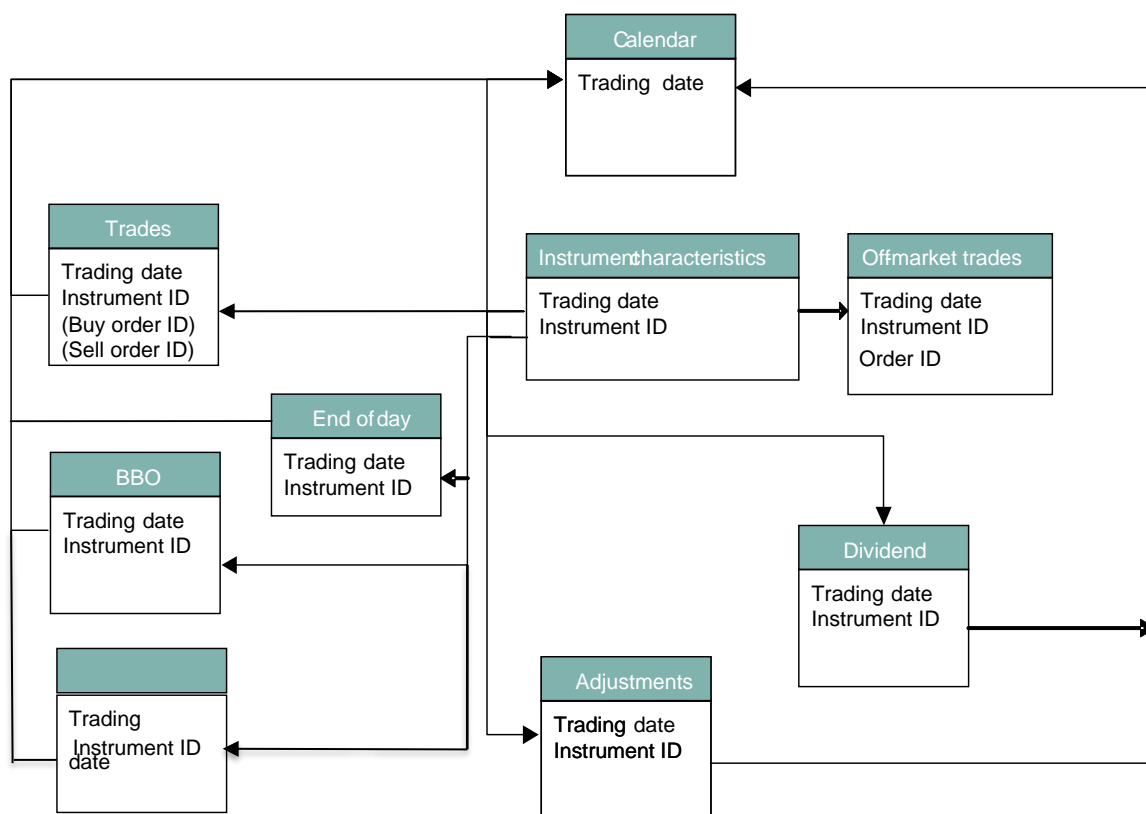 Calendar
Trading date
Trades
Trading date
Instrument ID
(Buy order ID)
(Sell order ID)
Instrument characteristics
Trading date
Instrument ID
Offmarket trades
Trading date
Instrument ID
Order ID
End of day
Trading date
Instrument ID
BBO
Trading date
Instrument ID
Dividend
Trading date
Instrument ID
Trading
Instrument ID
date
Adjustments
Trading date
Instrument ID